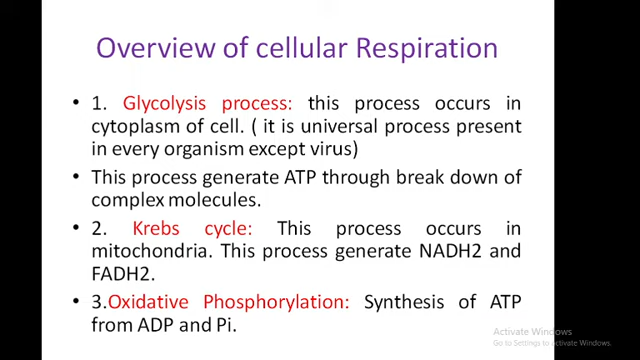 Overview of cellular Respiration
• 1. Glycolysis process: this process occurs in
cytoplasm of cell. ( it is universal process present
in every organism except virus)
• This process generate ATP through break down of
complex molecules.
• 2. Krebs cycle: This process occurs in
mitochondria. This process generate NADH2 and
FADH2.
• 3.Oxidative Phosphorylation: Synthesis of ATP
from ADP and Pi.
Activate Windows
Go to Settings to activate Windows.